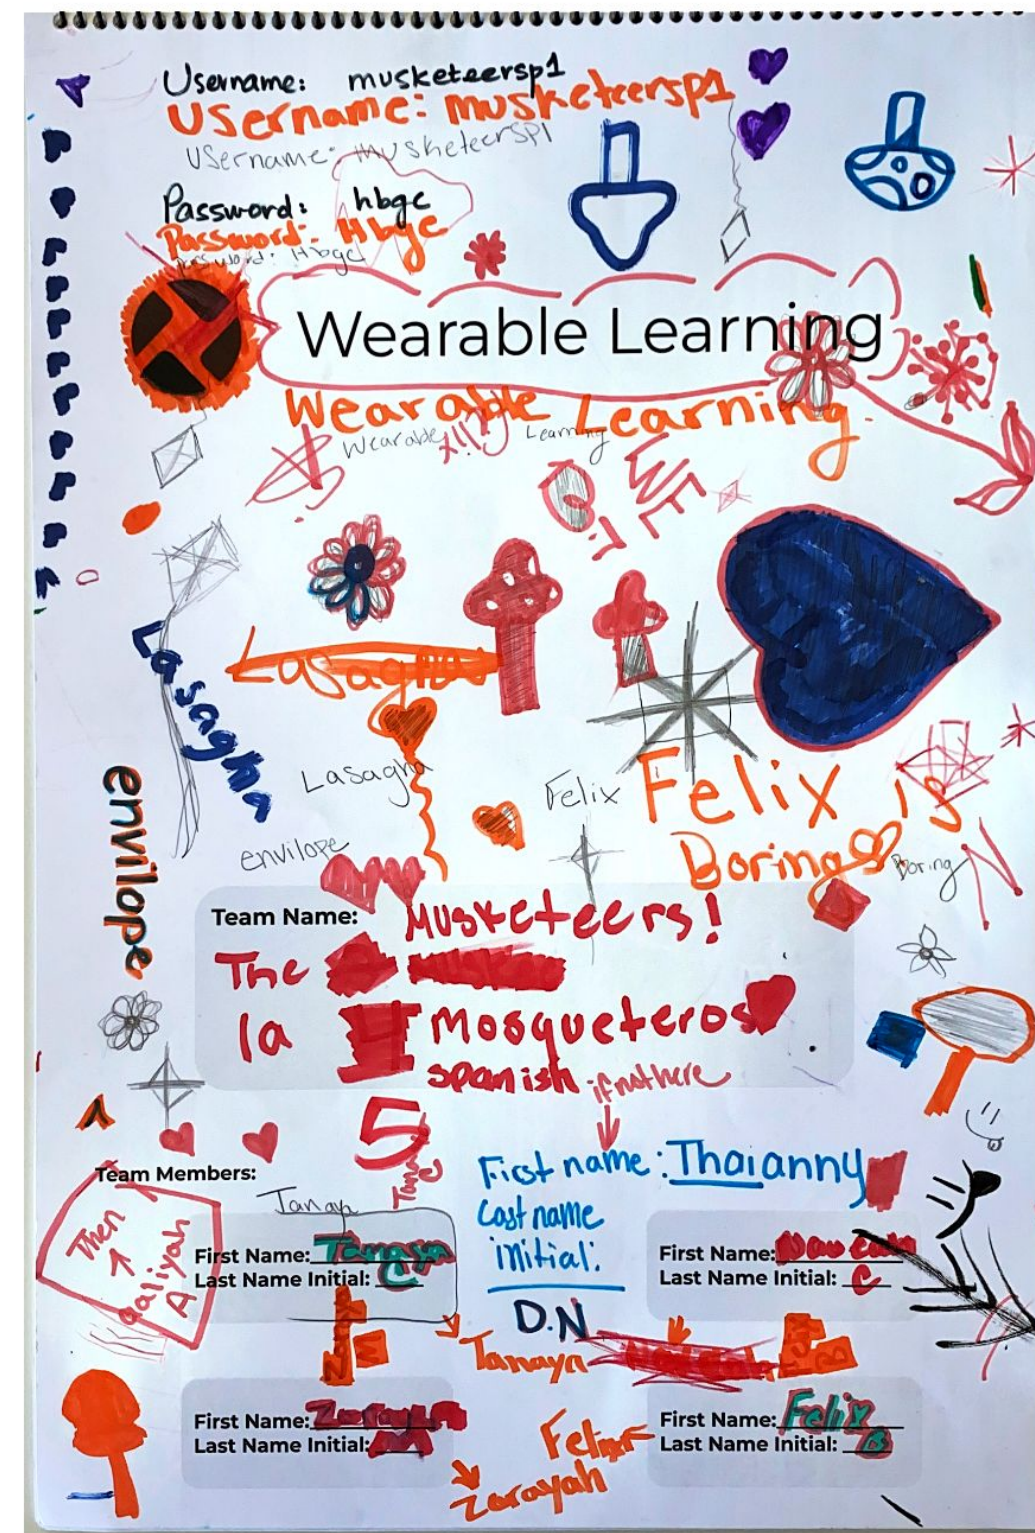 Username: musketeersp1
Username: musketeersp1
Username: musketeersp1
Password: hbgc
Password: Hbgc
Password: Hbgc
Wearable Learning
Wearable Learning.
Wearable Learning
WE
Lasagna
Lasagna
Lasagna
Felix
Felix is
Boring
Boring
envilope
envilope
Team Name: Musketeers!
The
la Mosqueteros
spanish if not here
5
Tanaya
First name: Thaianny
Last name
initial:
D.N
Team Members:
Tanaya
Then
aaliyah
A
First Name: Tanaya
Last Name Initial: C
First Name:
Last Name Initial: C
Tanaya
First Name: Zorayah
Last Name Initial: M
First Name: Felix
Last Name Initial: B
Felix
Zorayah